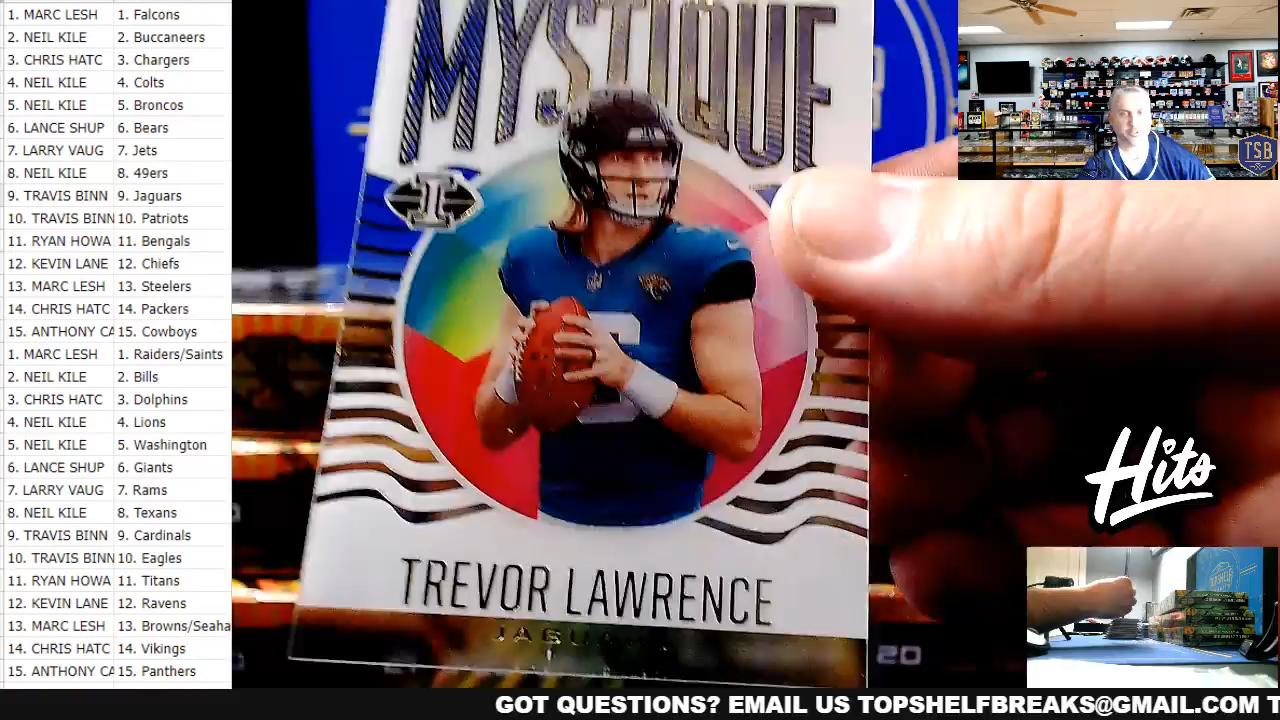 1. MARC LESH 1. Falcons
2. NEIL KILE 2. Buccaneers
3. CHRIS HATC 3. Chargers
4. NEIL KILE 4. Colts
5. NEIL KILE 5. Broncos
6. LANCE SHUP 6. Bears
7. LARRY VAUG 7. Jets
8. NEIL KILE 8. 49ers
9. TRAVIS BINN 9. Jaguars
10. TRAVIS BINN 10. Patriots
11. RYAN HOWA 11. Bengals
12. KEVIN LANE 12. Chiefs
13. MARC LESH 13. Steelers
14. CHRIS HATC 14. Packers
15. ANTHONY CA 15. Cowboys
1. MARC LESH 1. Raiders/Saints
2. NEIL KILE 2. Bills
3. CHRIS HATC 3. Dolphins
4. NEIL KILE 4. Lions
5. NEIL KILE 5. Washington
6. LANCE SHUP 6. Giants
7. LARRY VAUG 7. Rams
8. NEIL KILE 8. Texans
9. TRAVIS BINN 9. Cardinals
10. TRAVIS BINN 10. Eagles
11. RYAN HOWA 11. Titans
12. KEVIN LANE 12. Ravens
13. MARC LESH 13. Browns/Seaha
14. CHRIS HATC 14. Vikings
15. ANTHONY CA 15. Panthers
MYSTIQUE
TREVOR LAWRENCE
20
TSB
Hits
GOT QUESTIONS? EMAIL US TOPSHELFBREAKS@GMAIL.COM T